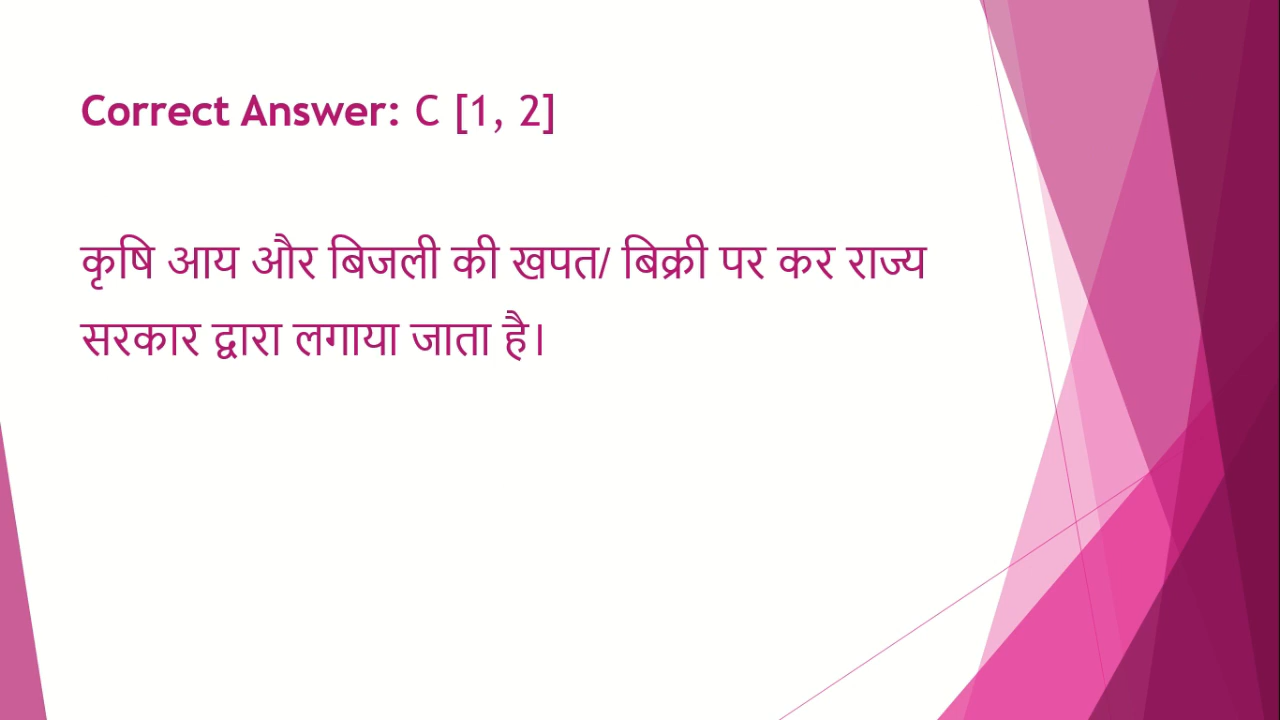 Correct Answer: C [1, 2]
कृषि आय और बिजली की खपत/ बिक्री पर कर राज्य
सरकार द्वारा लगाया जाता है।